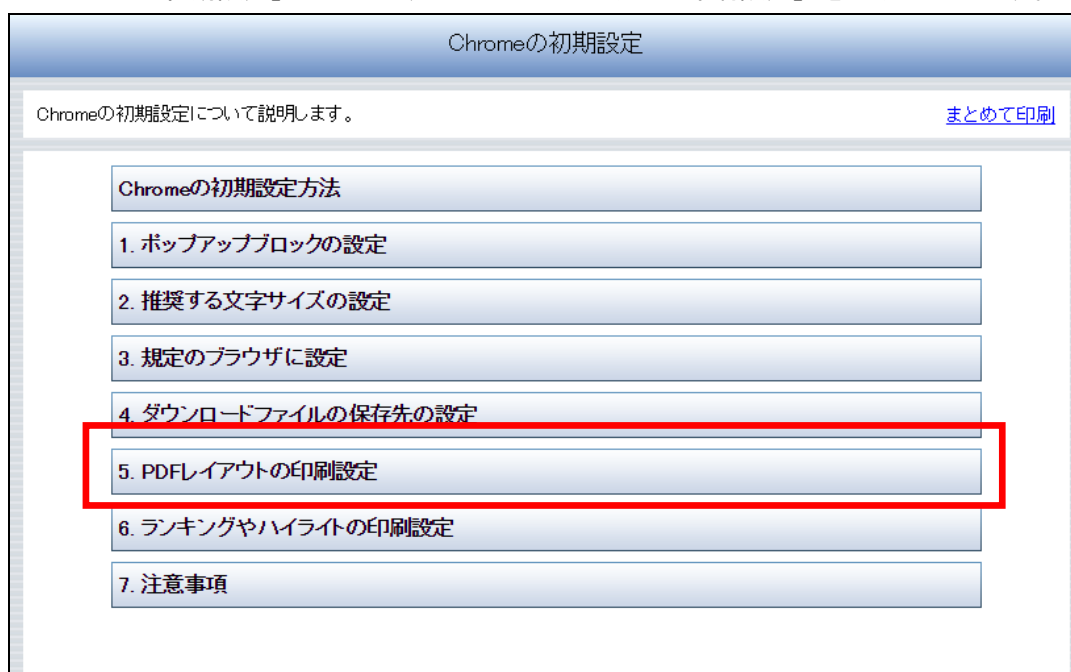 Chromeの初期設定
Chromeの初期設定について説明します。
まとめて印刷
Chromeの初期設定方法
1. ポップアップブロックの設定
2. 推奨する文字サイズの設定
3. 規定のブラウザに設定
4. ダウンロードファイルの保存先の設定
5. PDFレイアウトの印刷設定
6. ランキングやハイライトの印刷設定
7. 注意事項